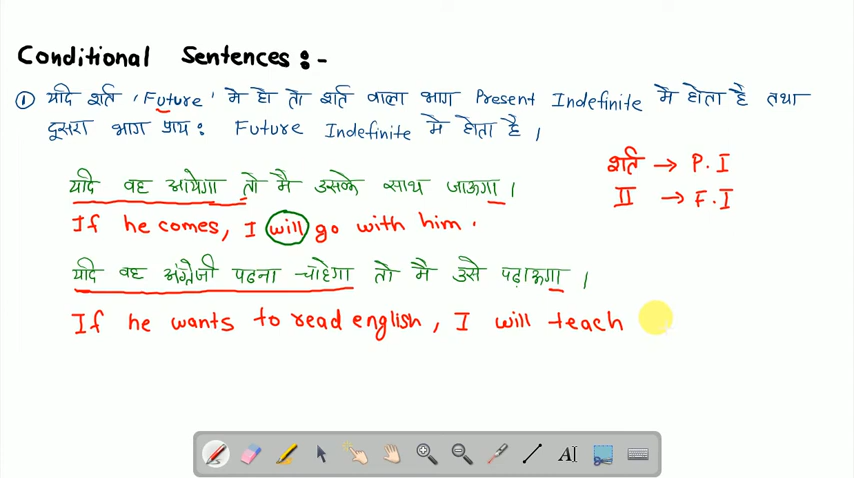 Conditional Sentences:-
① यदि शर्त 'Future' मे हो तो शर्त वाला भाग Present Indefinite मे होता है तथा
दूसरा भाग प्राय: Future Indefinite मे होता है।
शर्त → P.I
II → F.I
यदि वह आयेगा तो मै उसके साथ जाऊगा।
If he comes, I will go with him.
यदि वह अंग्रेजी पढना चाहेगा तो मै उसे पढ़ाऊगा।
If he wants to read english, I will teach